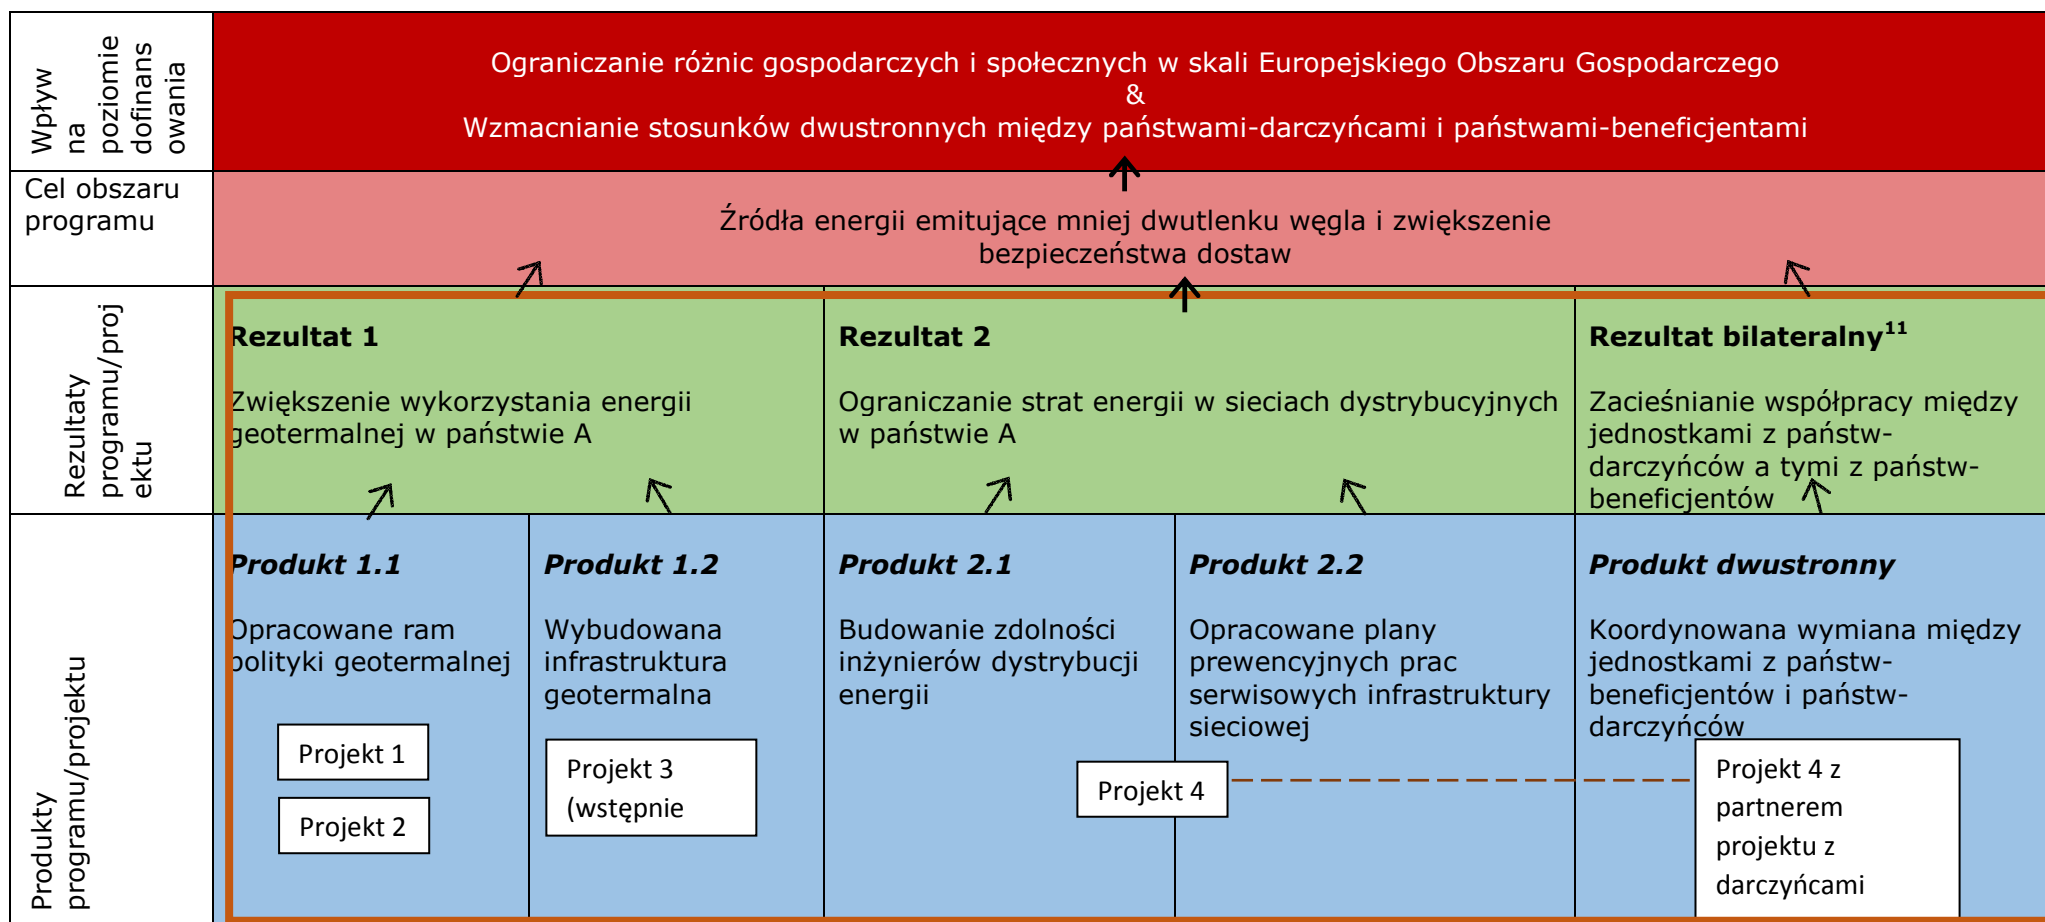 Wpływ
na
poziomie
dofinans
owania
Ograniczanie różnic gospodarczych i społecznych w skali Europejskiego Obszaru Gospodarczego
&
Wzmacnianie stosunków dwustronnych między państwami-darczyńcami i państwami-beneficjentami
Cel obszaru
programu
Źródła energii emitujące mniej dwutlenku węgla i zwiększenie
bezpieczeństwa dostaw
Rezultaty
programu/proj
ektu
Rezultat 1
Zwiększenie wykorzystania energii
geotermalnej w państwie A
Rezultat 2
Ograniczanie strat energii w sieciach dystrybucyjnych
w państwie A
Rezultat bilateralny11
Zacieśnianie współpracy między
jednostkami z państw-
darczyńców a tymi z państw-
beneficjentów
Produkty
programu/projektu
Produkt 1.1
Opracowane ram
polityki geotermalnej
Projekt 1
Projekt 2
Produkt 1.2
Wybudowana
infrastruktura
geotermalna
Projekt 3
(wstępnie
Produkt 2.1
Budowanie zdolności
inżynierów dystrybucji
energii
Projekt 4
Produkt 2.2
Opracowane plany
prewencyjnych prac
serwisowych infrastruktury
sieciowej
Produkt dwustronny
Koordynowana wymiana między
jednostkami z państw-
beneficjentów i państw-
darczyńców
Projekt 4 z
partnerem
projektu z
darczyńcami